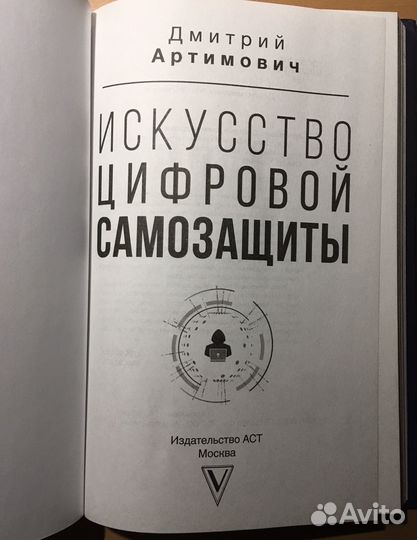 Дмитрий
Артимович
ИСКУССТВО
ЦИФРОВОЙ
САМОЗАЩИТЫ
Издательство АСТ
Москва
Avito